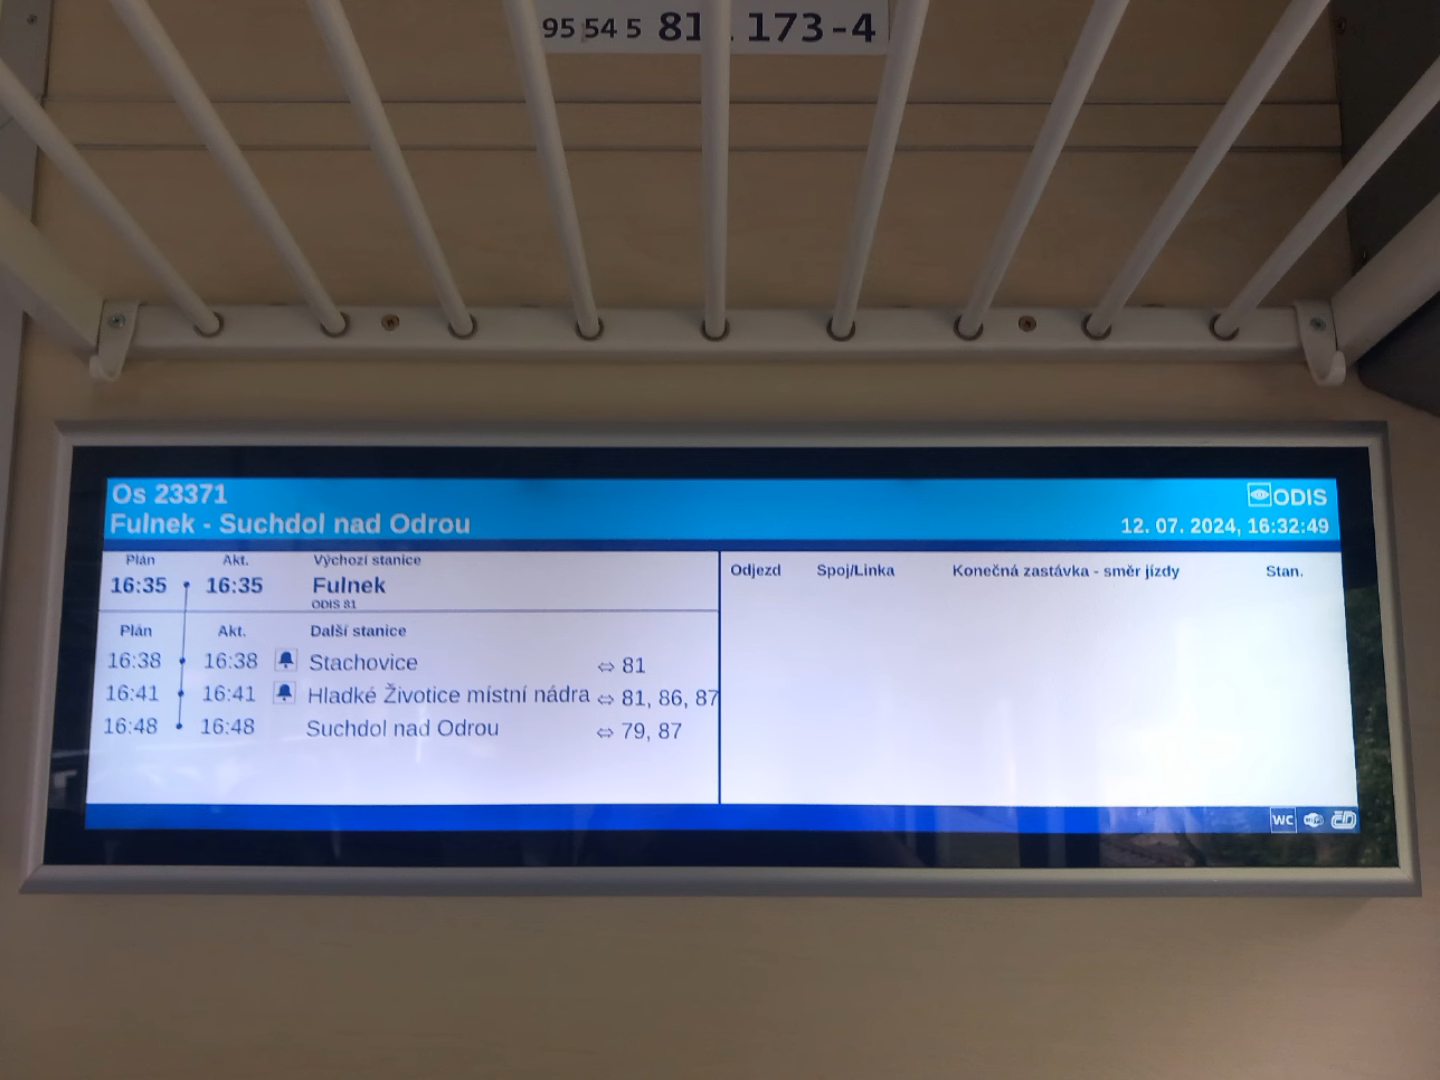 95 54 5 81 173-4
Os 23371
Fulnek - Suchdol nad Odrou
ODIS
12. 07. 2024, 16:32:49
Plán Akt. Výchozí stanice
16:35 16:35 Fulnek
ODIS 81
Plán Akt. Další stanice
16:38 16:38 Stachovice ⇔ 81
16:41 16:41 Hladké Životice místní nádra ⇔ 81, 86, 87
16:48 16:48 Suchdol nad Odrou ⇔ 79, 87
Odjezd Spoj/Linka Konečná zastávka - směr jízdy Stan.
WC ČD